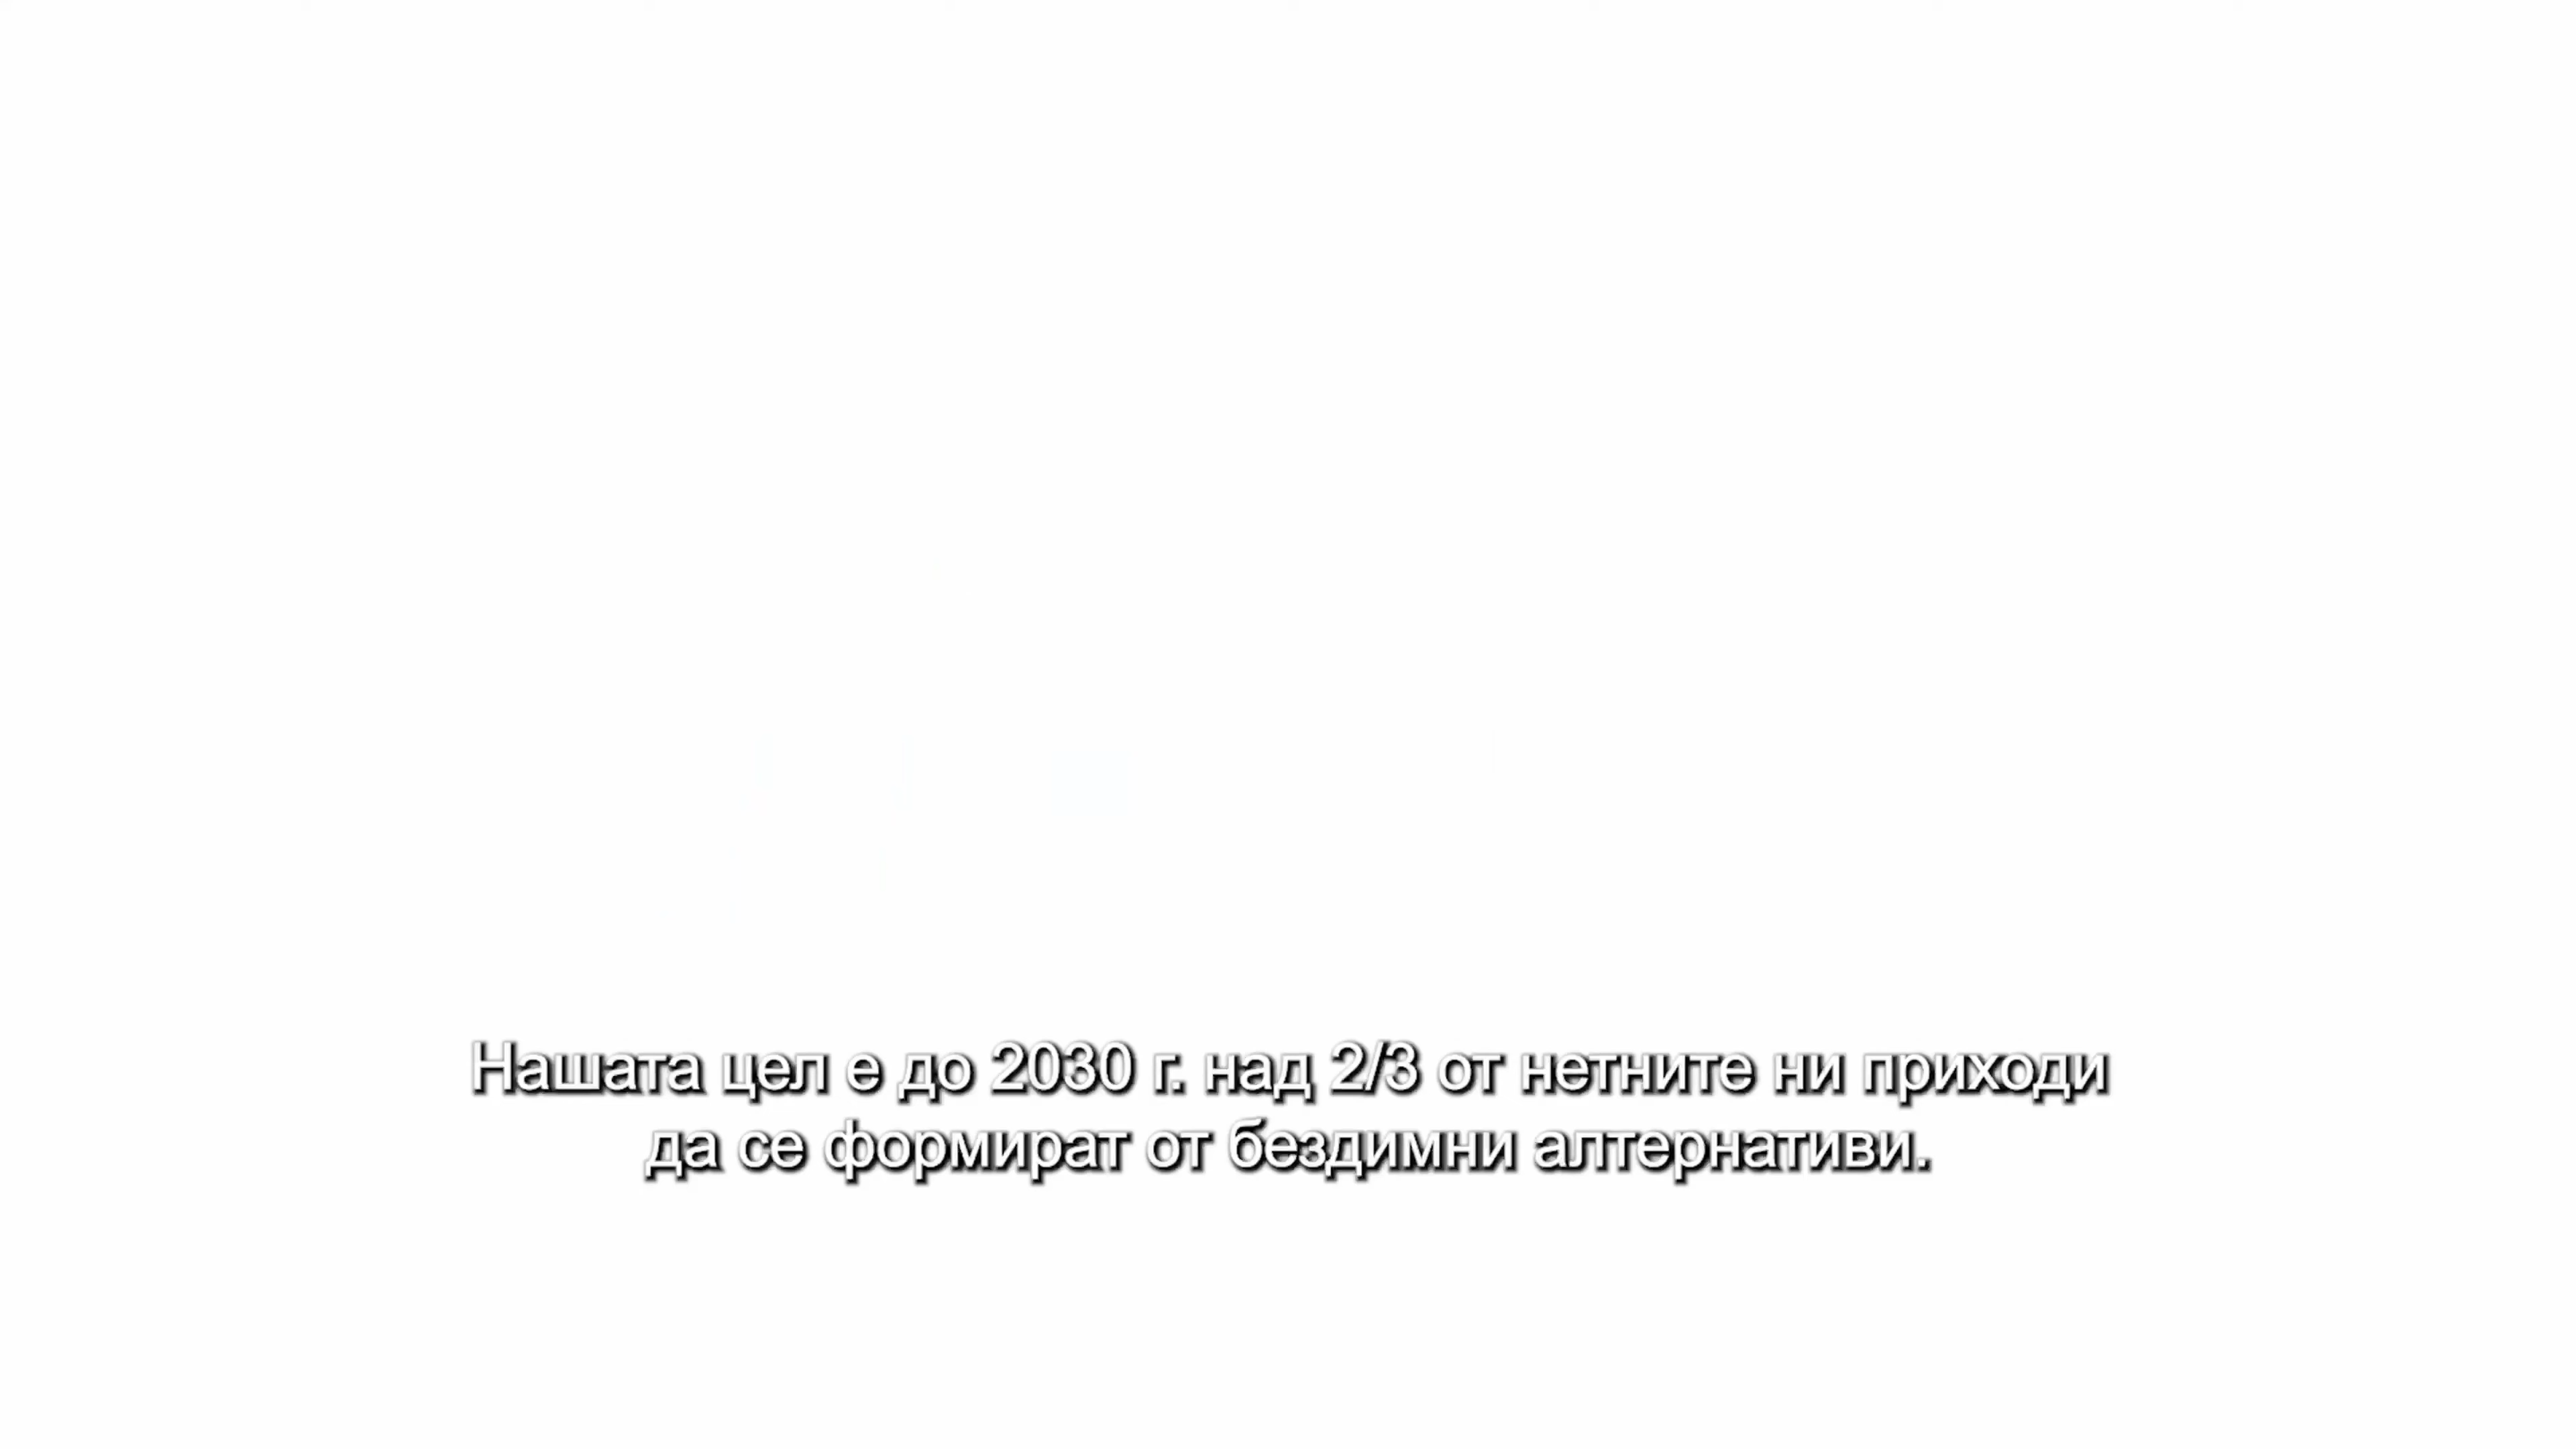 Нашата цел е до 2030 г. над 2/3 от нетните ни приходи
да се формират от бездимни алтернативи.